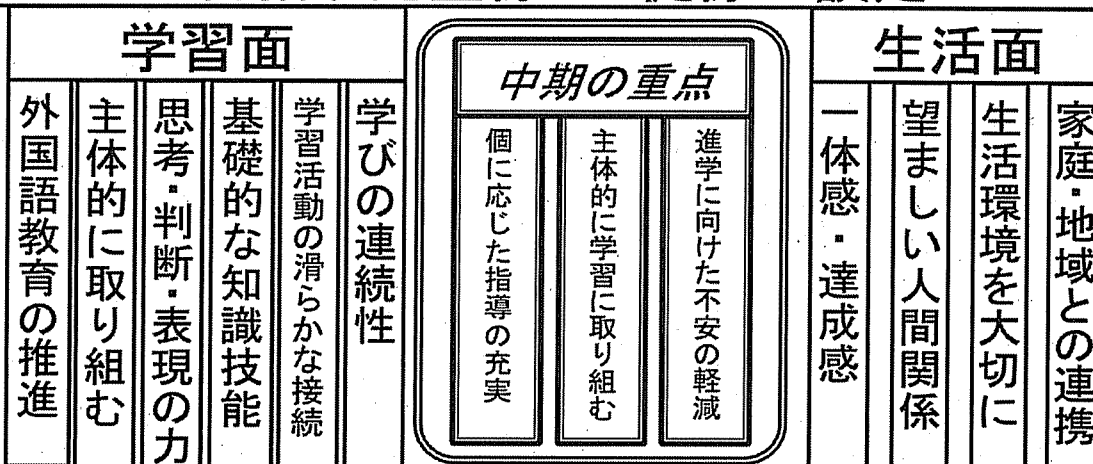 生活面
家庭・地域との連携
生活環境を大切に
望ましい人間関係
一体感・達成感
中期の重点
進学に向けた不安の軽減
主体的に学習に取り組む
個に応じた指導の充実
学習面
学びの連続性
学習活動の滑らかな接続
基礎的な知識技能
思考・判断・表現の力
主体的に取り組む
外国語教育の推進